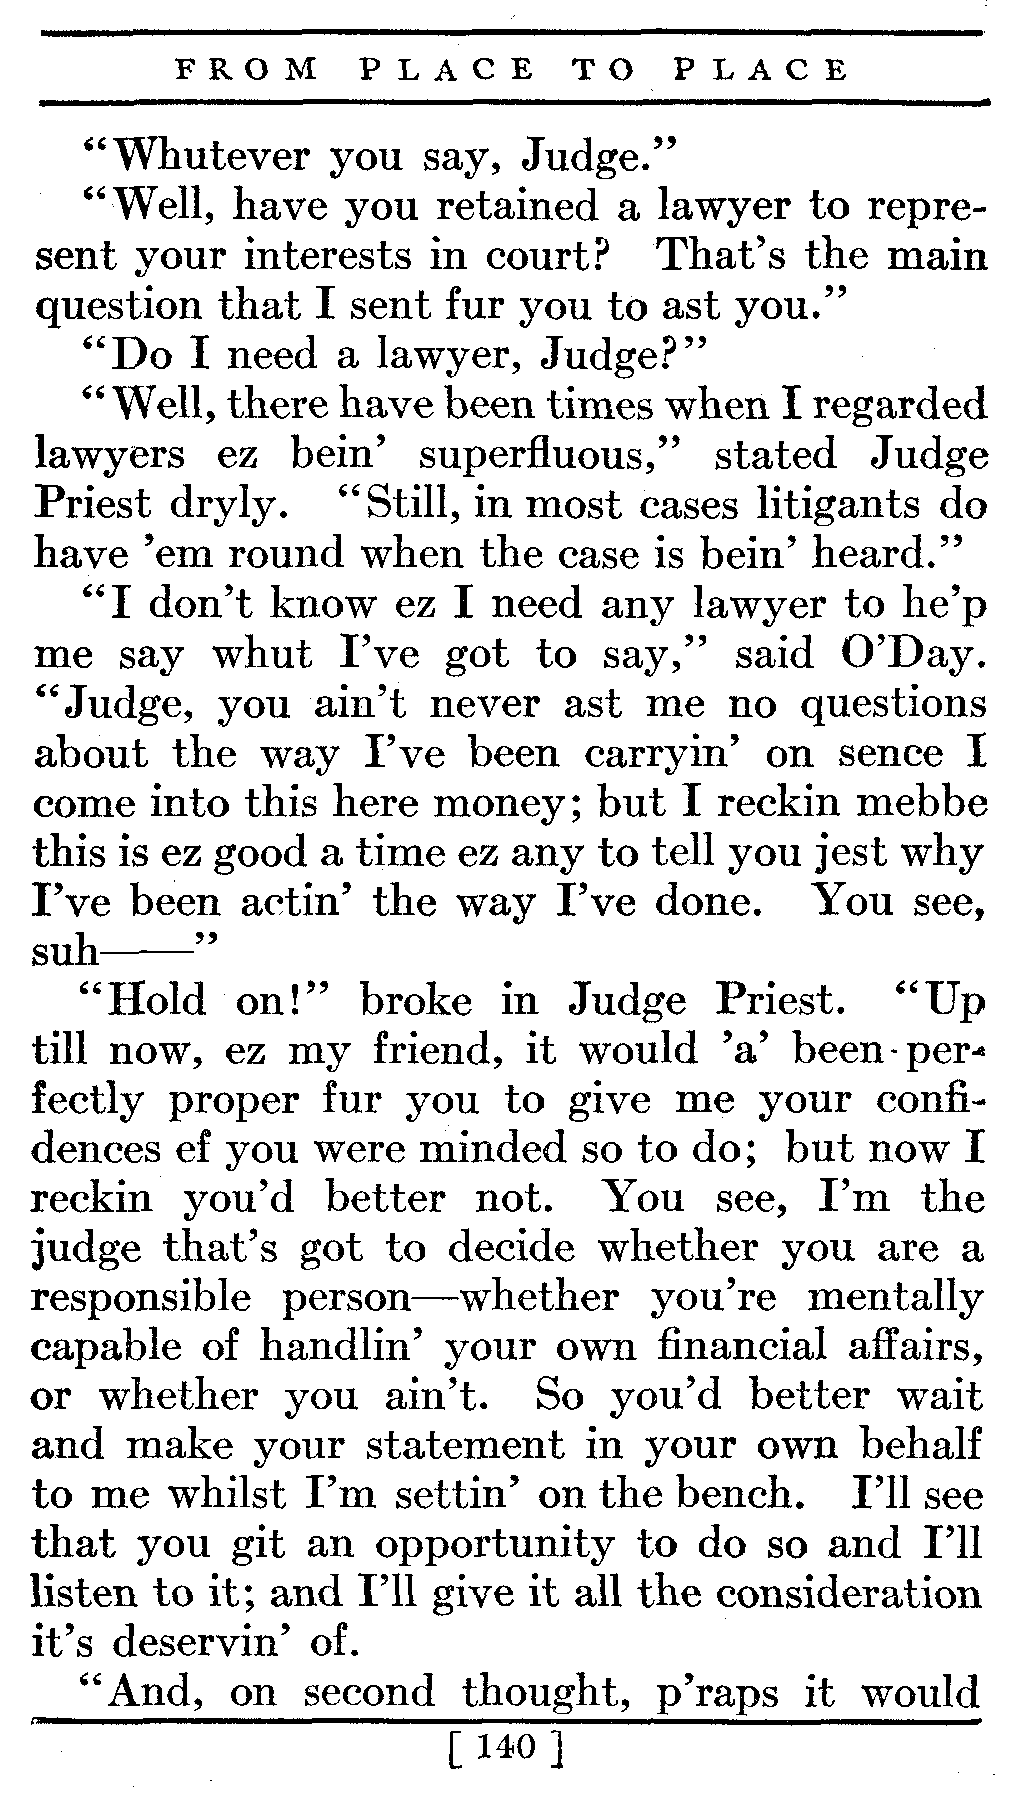 FROM PLACE TO PLACE
"Whutever you say, Judge."
"Well, have you retained a lawyer to repre-
sent your interests in court? That's the main
question that I sent fur you to ast you."
"Do I need a lawyer, Judge?"
"Well, there have been times when I regarded
lawyers ez bein' superfluous," stated Judge
Priest dryly. "Still, in most cases litigants do
have 'em round when the case is bein' heard."
"I don't know ez I need any lawyer to he'p
me say whut I've got to say," said O'Day.
"Judge, you ain't never ast me no questions
about the way I've been carryin' on sence I
come into this here money; but I reckin mebbe
this is ez good a time ez any to tell you jest why
I've been actin' the way I've done. You see,
suh——"
"Hold on!" broke in Judge Priest. "Up
till now, ez my friend, it would 'a' been per-
fectly proper fur you to give me your confi-
dences ef you were minded so to do; but now I
reckin you'd better not. You see, I'm the
judge that's got to decide whether you are a
responsible person—whether you're mentally
capable of handlin' your own financial affairs,
or whether you ain't. So you'd better wait
and make your statement in your own behalf
to me whilst I'm settin' on the bench. I'll see
that you git an opportunity to do so and I'll
listen to it; and I'll give it all the consideration
it's deservin' of.
"And, on second thought, p'raps it would
[ 140 ]